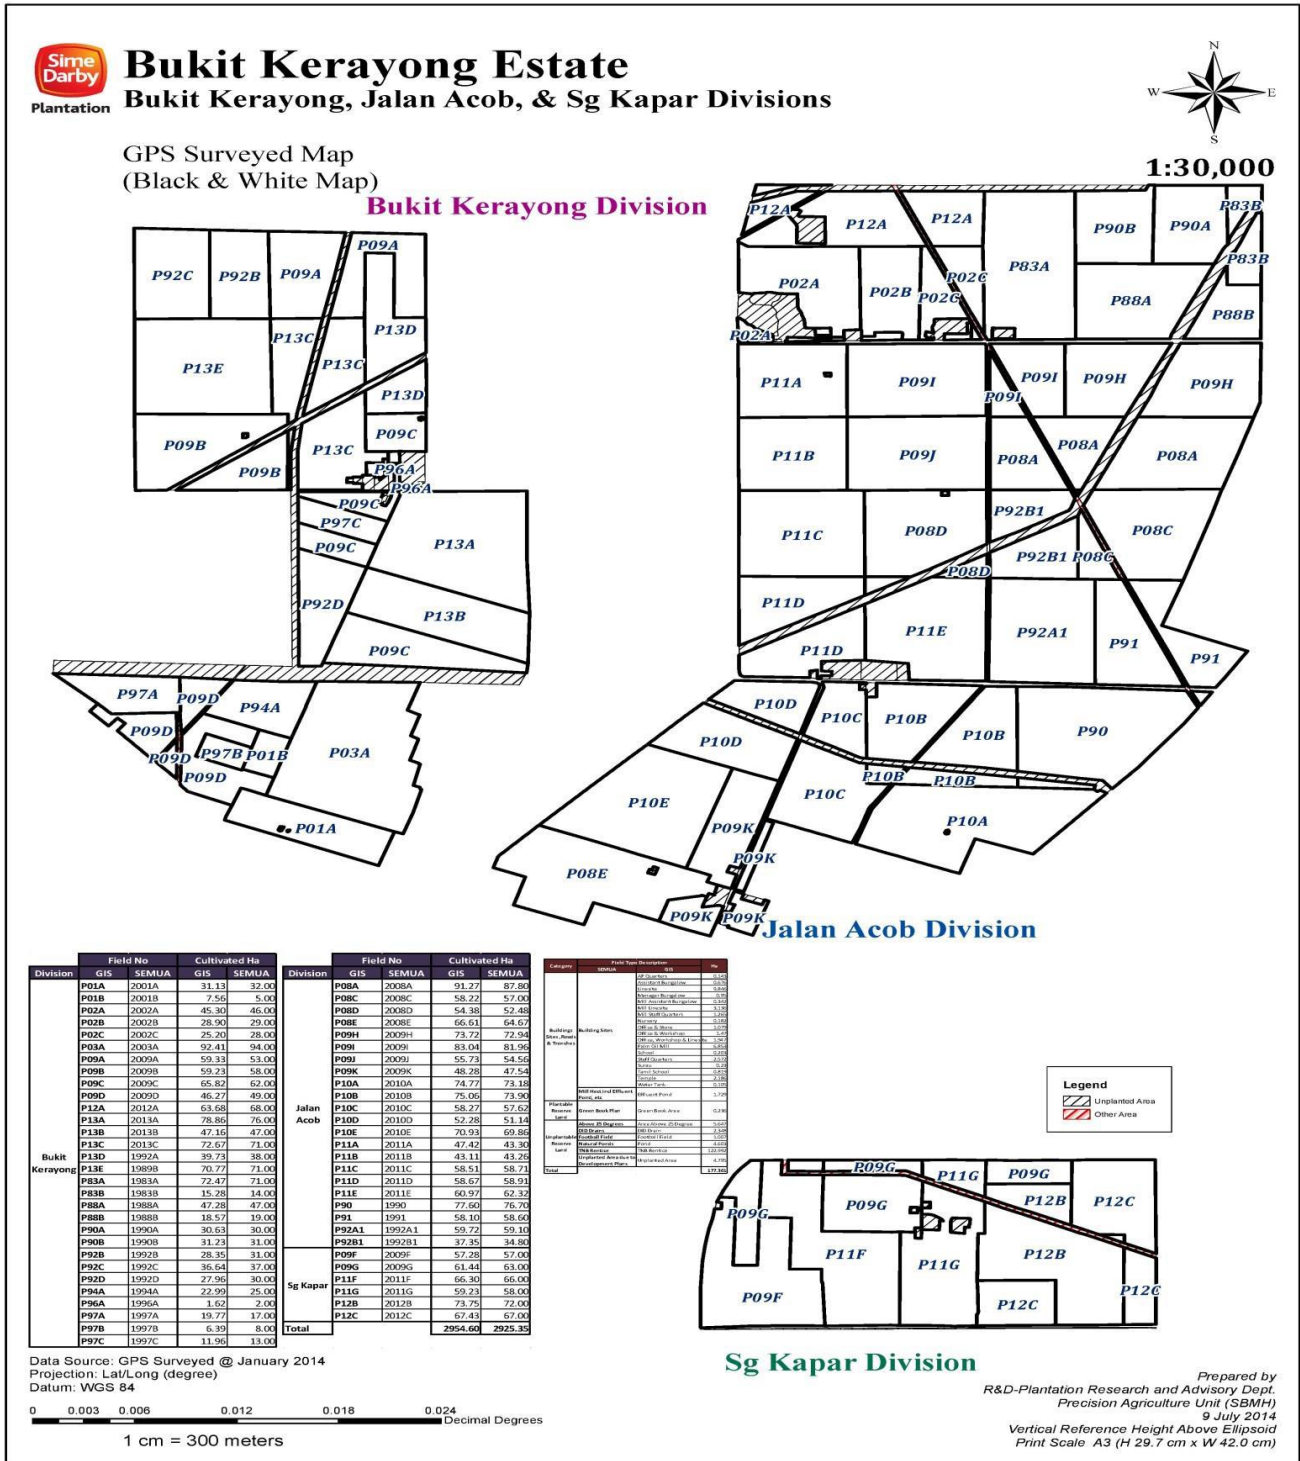 Sime
Darby
Plantation
Bukit Kerayong Estate
Bukit Kerayong, Jalan Acob, & Sg Kapar Divisions
N
W E
S
GPS Surveyed Map
(Black & White Map)
1:30,000
Bukit Kerayong Division
P09A
P92C P92B P09A
P13C P13D
P13E P13C
P13D
P09B P13C P09C
P09B P96A
P96A
P09C
P97C
P09C P13A
P92D P13B
P09C
P97A P09D P94A
P09D P97B P01B P03A
P09D
P09D
P01A
P12A P12A P12A P90B P90A P83B
P83A P83B
P02A P02B P02C P02C P88A P88B
P02A
P11A P09I P09I P09H P09H
P09I
P11B P09J P08A P08A P08A
P11C P08D P92B1 P08C
P08D P92B1 P08C
P11D P11E P92A1 P91
P11D P91
P10D P10C P10B P10B P90
P10D P10B P10B
P10E P10C P10A
P09K
P09K
P08E
P09K P09K
Jalan Acob Division
Field No Cultivated Ha
Division GIS SEMUA GIS SEMUA
Bukit Kerayong
P01A 2001A 31.13 32.00
P01B 2001B 7.56 5.00
P02A 2002A 45.30 46.00
P02B 2002B 28.90 29.00
P02C 2002C 25.20 28.00
P03A 2003A 92.41 94.00
P09A 2009A 59.33 53.00
P09B 2009B 59.23 58.00
P09C 2009C 65.82 62.00
P09D 2009D 46.27 49.00
P12A 2012A 63.68 68.00
P13A 2013A 78.86 76.00
P13B 2013B 47.16 47.00
P13C 2013C 72.67 71.00
P13D 1992A 39.73 38.00
P13E 1989B 70.77 71.00
P83A 1983A 72.47 71.00
P83B 1983B 15.28 14.00
P88A 1988A 47.28 47.00
P88B 1988B 18.57 19.00
P90A 1990A 30.63 30.00
P90B 1990B 31.23 31.00
P92B 1992B 28.35 31.00
P92C 1992C 36.64 37.00
P92D 1992D 27.96 30.00
P94A 1994A 22.99 25.00
P96A 1996A 1.62 2.00
P97A 1997A 19.77 17.00
P97B 1997B 6.39 8.00
P97C 1997C 11.96 13.00
Field No Cultivated Ha
Division GIS SEMUA GIS SEMUA
Jalan Acob
P08A 2008A 91.27 87.80
P08C 2008C 58.22 57.00
P08D 2008D 54.38 52.48
P08E 2008E 66.61 64.67
P09H 2009H 73.72 72.94
P09I 2009I 83.04 81.96
P09J 2009J 55.73 54.56
P09K 2009K 48.28 47.54
P10A 2010A 74.77 73.18
P10B 2010B 75.06 73.90
P10C 2010C 58.27 57.62
P10D 2010D 52.28 51.14
P10E 2010E 70.93 69.86
P11A 2011A 47.42 43.30
P11B 2011B 43.11 43.26
P11C 2011C 58.51 58.71
P11D 2011D 58.67 58.91
P11E 2011E 60.97 62.32
P90 1990 77.60 76.70
P91 1991 58.10 58.60
P92A1 1992A1 59.72 59.10
P92B1 1992B1 37.35 34.80
Sg Kapar
P09F 2009F 57.28 57.00
P09G 2009G 61.44 63.00
P11F 2011F 66.30 66.00
P11G 2011G 59.23 58.00
P12B 2012B 73.75 72.00
P12C 2012C 67.43 67.00
Total 2954.60 2925.35
Category Field Type Description Ha
SEMUA GIS
Building Sites
Green Book Plan Green Book Area
Football Field Football Field
Natural Ponds Pond
Total
Legend
Unplanted Area
Other Area
P09G P11G P09G
P09G P09G P12B P12C
P11F P11G P12B
P09F P12C P12C
Sg Kapar Division
Data Source: GPS Surveyed @ January 2014
Projection: Lat/Long (degree)
Datum: WGS 84
0 0.003 0.006 0.012 0.018 0.024
Decimal Degrees
1 cm = 300 meters
Prepared by
R&D-Plantation Research and Advisory Dept.
Precision Agriculture Unit (SBMH)
9 July 2014
Vertical Reference Height Above Ellipsoid
Print Scale A3 (H 29.7 cm x W 42.0 cm)